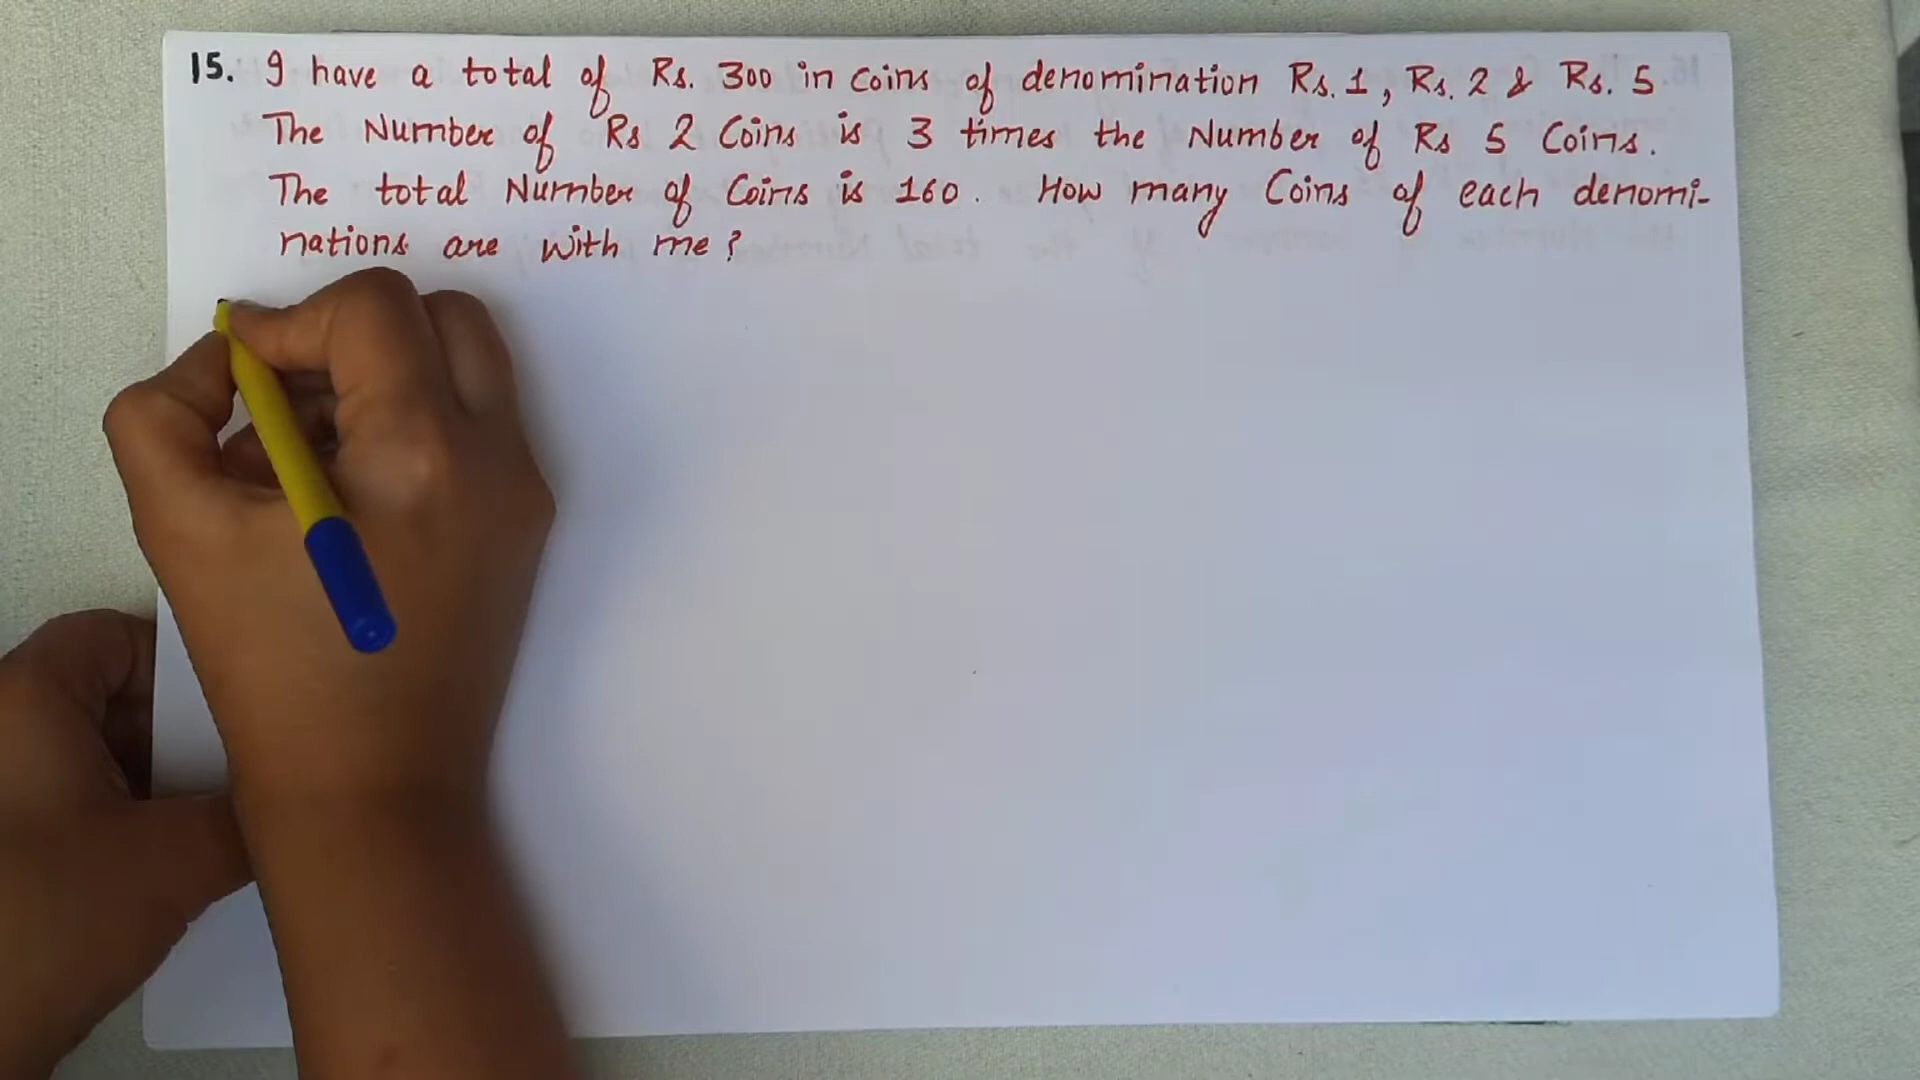 15. I have a total of Rs. 300 in coins of denomination Rs. 1, Rs. 2 & Rs. 5
The Number of Rs 2 Coins is 3 times the Number of Rs 5 Coins.
The total Number of Coins is 160. How many Coins of each denomi-
nations are with me?